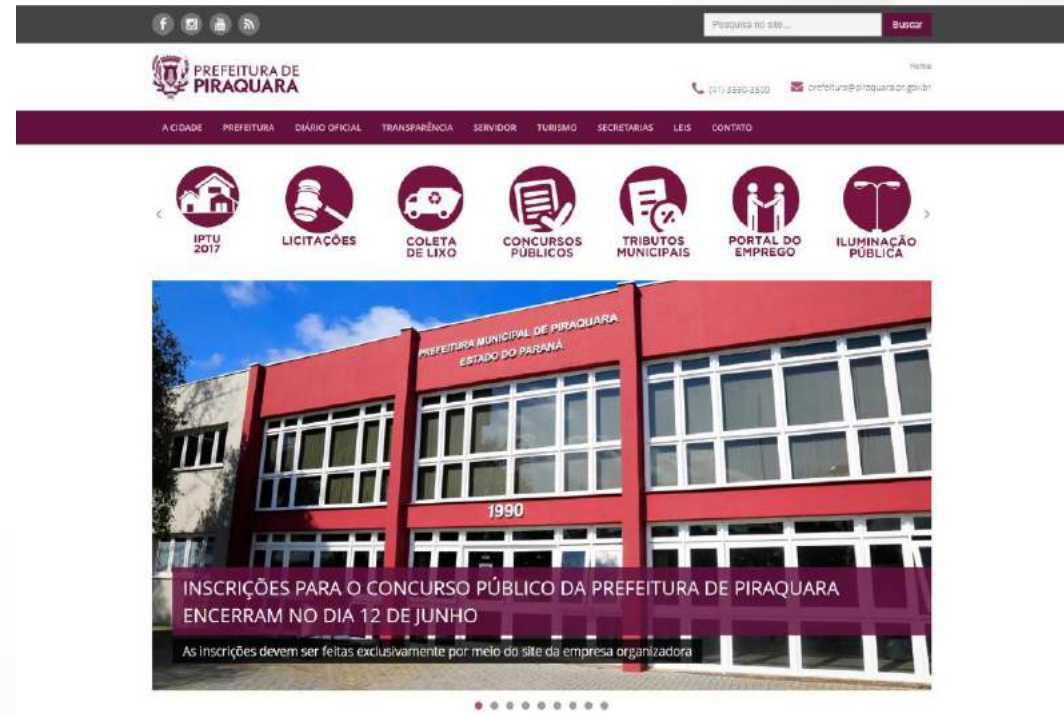 Pesquisa no site...
Buscar
PREFEITURA DE
PIRAQUARA
Home
(41) 3590-3500
prefeitura@piraquara.pr.gov.br
A CIDADE
PREFEITURA
DIÁRIO OFICIAL
TRANSPARÊNCIA
SERVIDOR
TURISMO
SECRETARIAS
LEIS
CONTATO
IPTU
2017
LICITAÇÕES
COLETA
DE LIXO
CONCURSOS
PÚBLICOS
TRIBUTOS
MUNICIPAIS
PORTAL DO
EMPREGO
ILUMINAÇÃO
PÚBLICA
PREFEITURA MUNICIPAL DE PIRAQUARA
ESTADO DO PARANÁ
1990
INSCRIÇÕES PARA O CONCURSO PÚBLICO DA PREFEITURA DE PIRAQUARA
ENCERRAM NO DIA 12 DE JUNHO
As inscrições devem ser feitas exclusivamente por meio do site da empresa organizadora